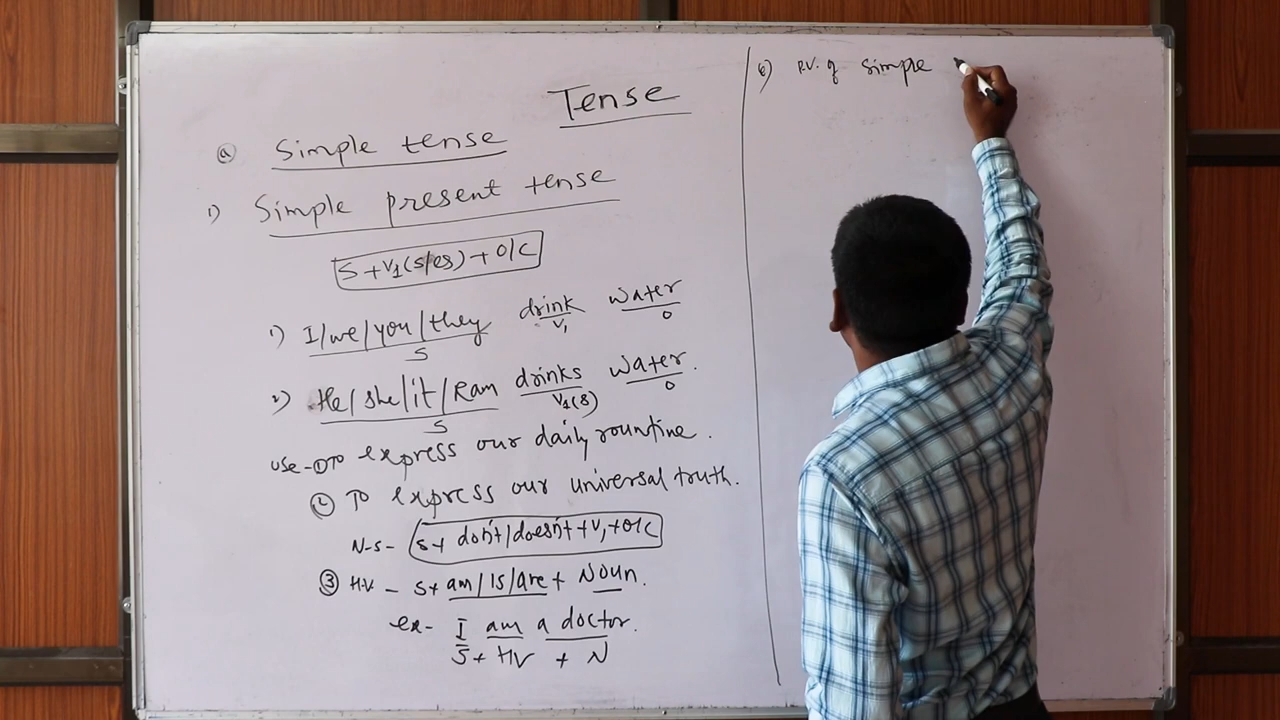 Tense
ⓐ Simple tense
1) Simple present tense
S + V1 (s/es) + O/C
1) I/we/you/they drink water
S V1 O
2) He/she/it/Ram drinks water.
S V1(s) O
Use - ① To express our daily rountine.
② To express our universal truth.
N-S- S+ don't/doesn't + V1 + O/C
③ HV - S+ am/is/are + Noun.
ex- I am a doctor.
S + HV + N
of simple